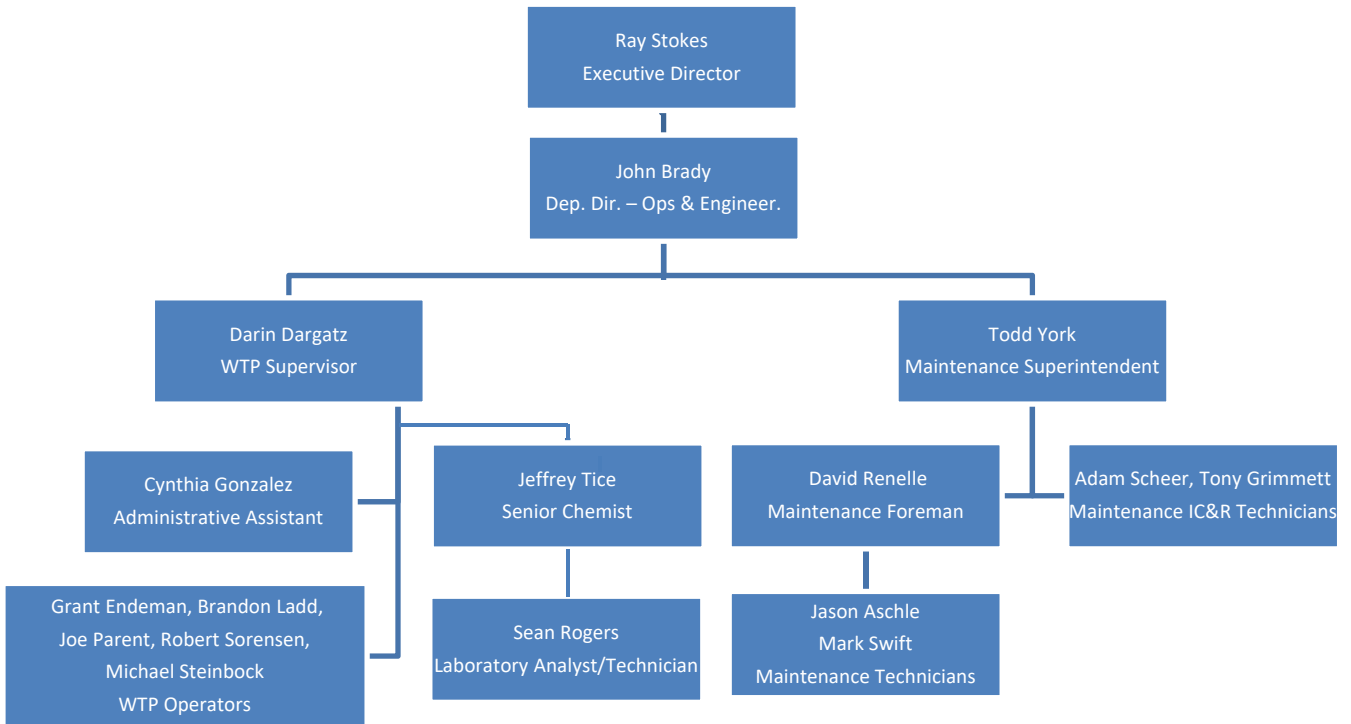 Ray Stokes
Executive Director
John Brady
Dep. Dir. – Ops & Engineer.
Darin Dargatz
WTP Supervisor
Todd York
Maintenance Superintendent
Cynthia Gonzalez
Administrative Assistant
Jeffrey Tice
Senior Chemist
David Renelle
Maintenance Foreman
Adam Scheer, Tony Grimmett
Maintenance IC&R Technicians
Grant Endeman, Brandon Ladd,
Joe Parent, Robert Sorensen,
Michael Steinbock
WTP Operators
Sean Rogers
Laboratory Analyst/Technician
Jason Aschle
Mark Swift
Maintenance Technicians